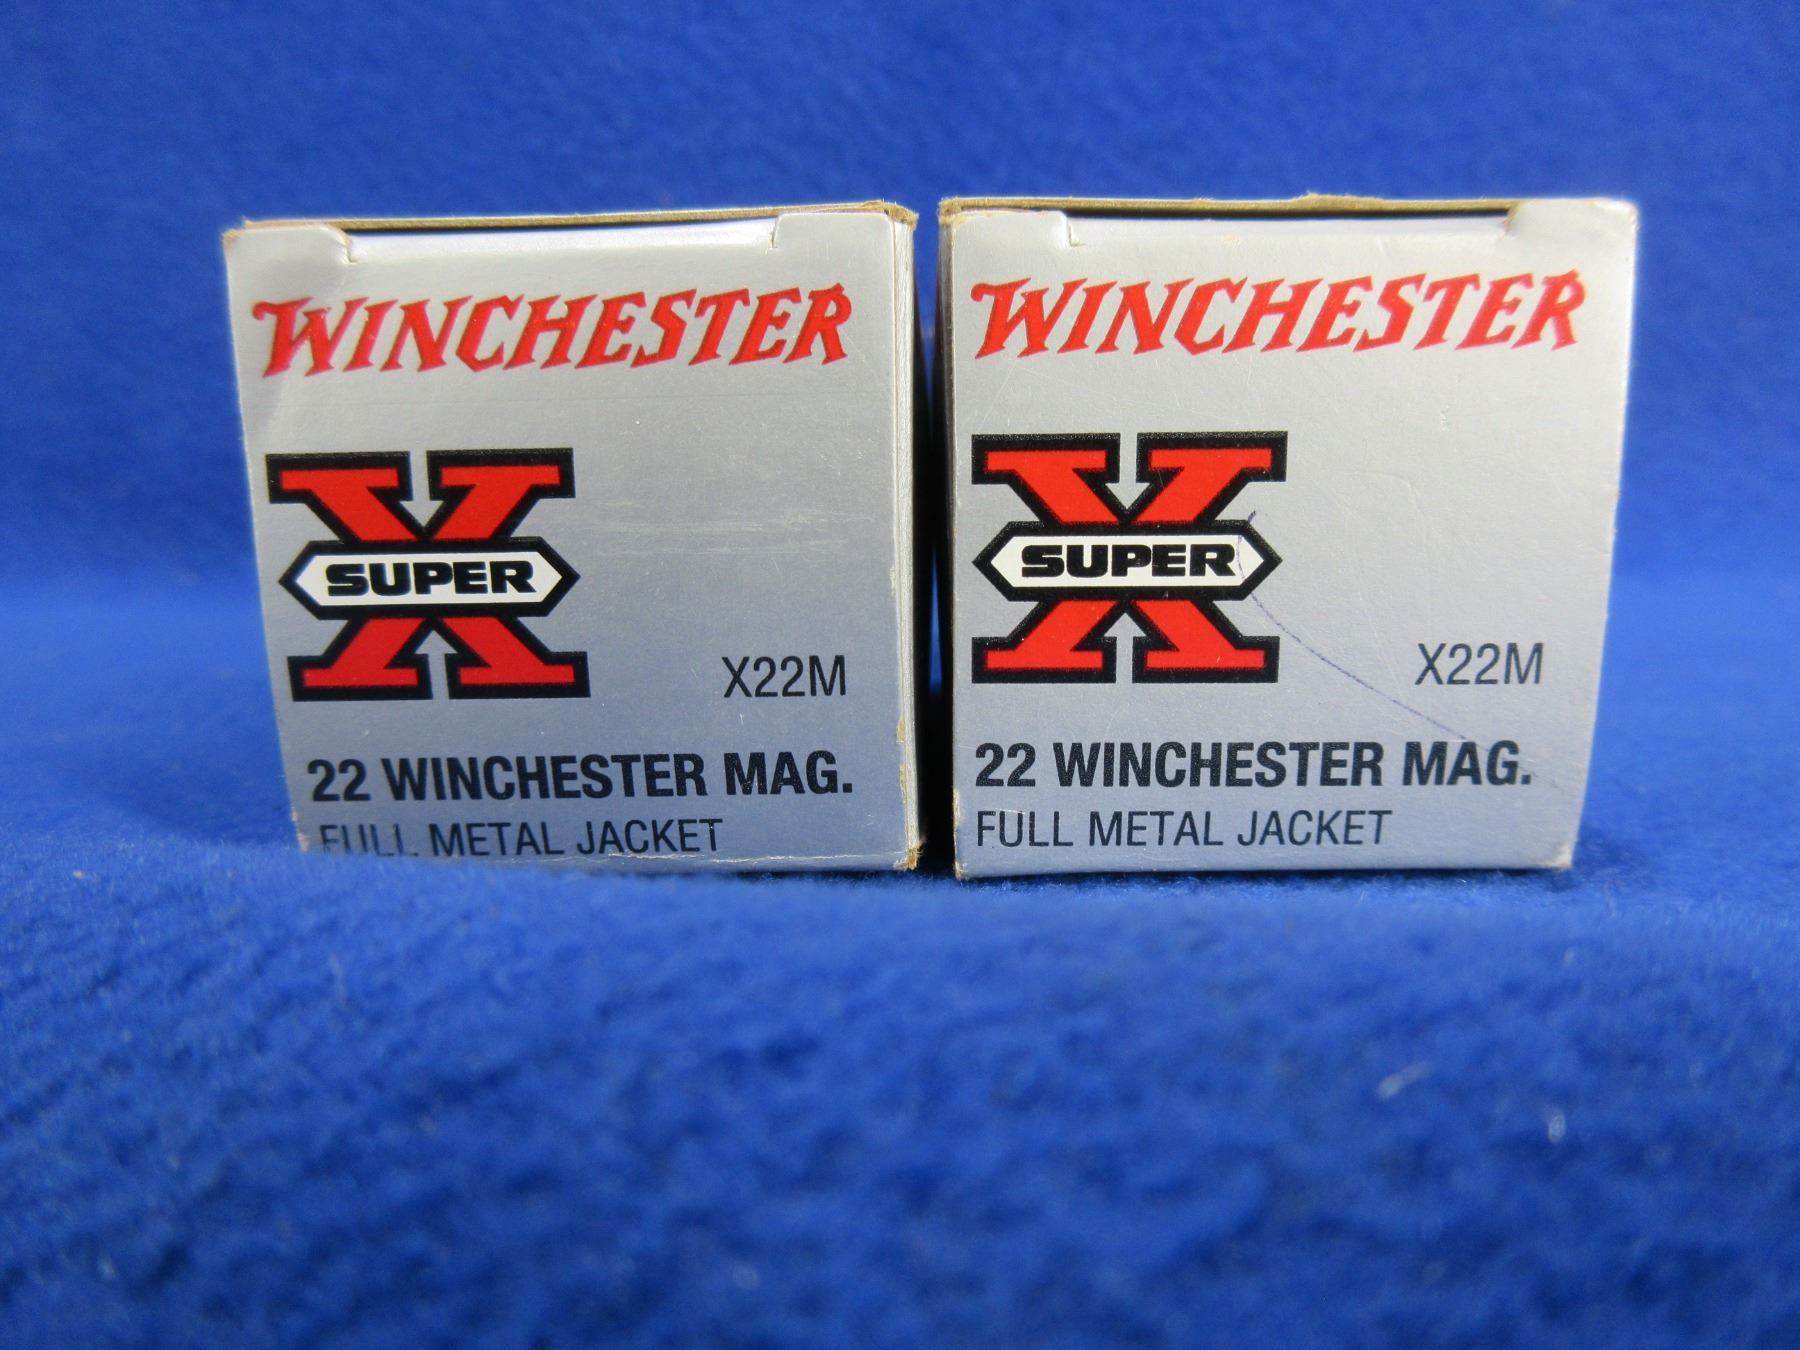 WINCHESTER
X
SUPER
X22M
22 WINCHESTER MAG.
FULL METAL JACKET
WINCHESTER
X
SUPER
X22M
22 WINCHESTER MAG.
FULL METAL JACKET